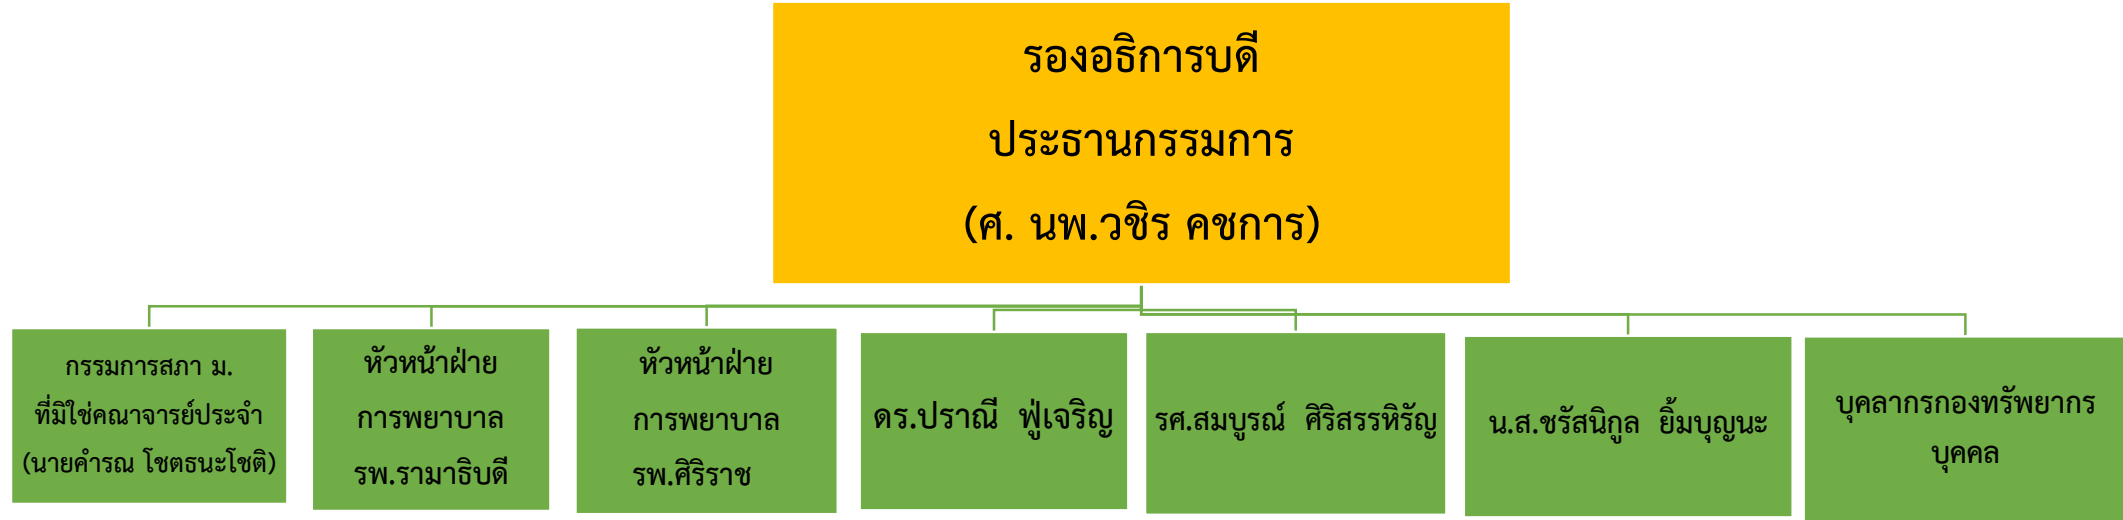 รองอธิการบดี
ประธานกรรมการ
(ศ. นพ.วชิร คชการ)
กรรมการสภา ม.
ที่มิใช่คณาจารย์ประจำ
(นายคำรณ โชตธนะโชติ)
หัวหน้าฝ่าย
การพยาบาล
รพ.รามาธิบดี
หัวหน้าฝ่าย
การพยาบาล
รพ.ศิริราช
ดร.ปราณี ฟู่เจริญ
รศ.สมบูรณ์ ศิริสรรหิรัญ
น.ส.ชรัสนิกูล ยิ้มบุญนะ
บุคลากรกองทรัพยากร
บุคคล